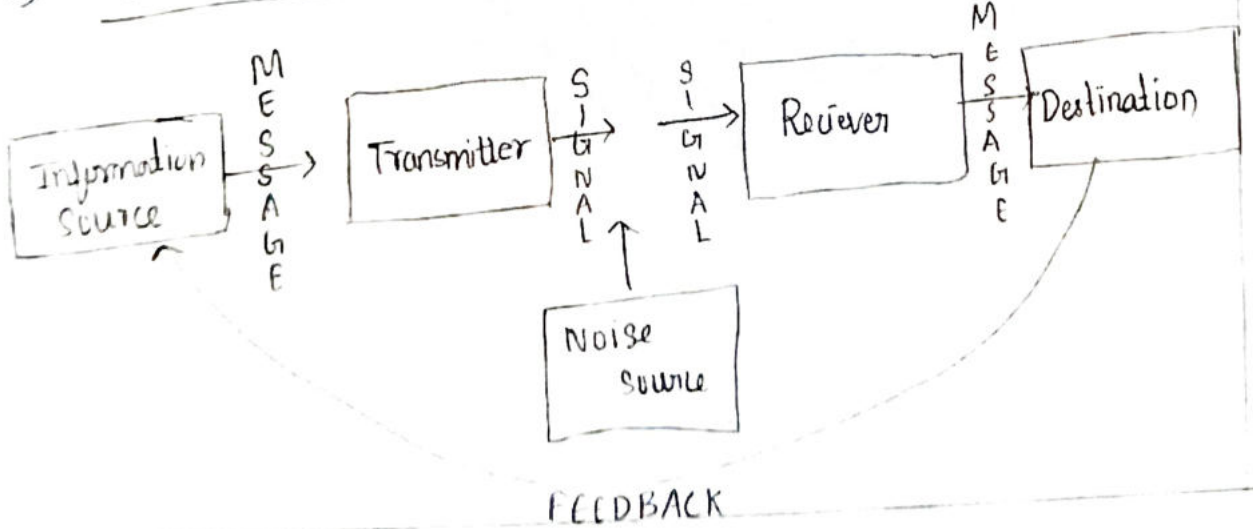 Information
Source
MESSAGE
Transmitter
SIGNAL
SIGNAL
Reciever
MESSAGE
Destination
Noise
Source
FEEDBACK